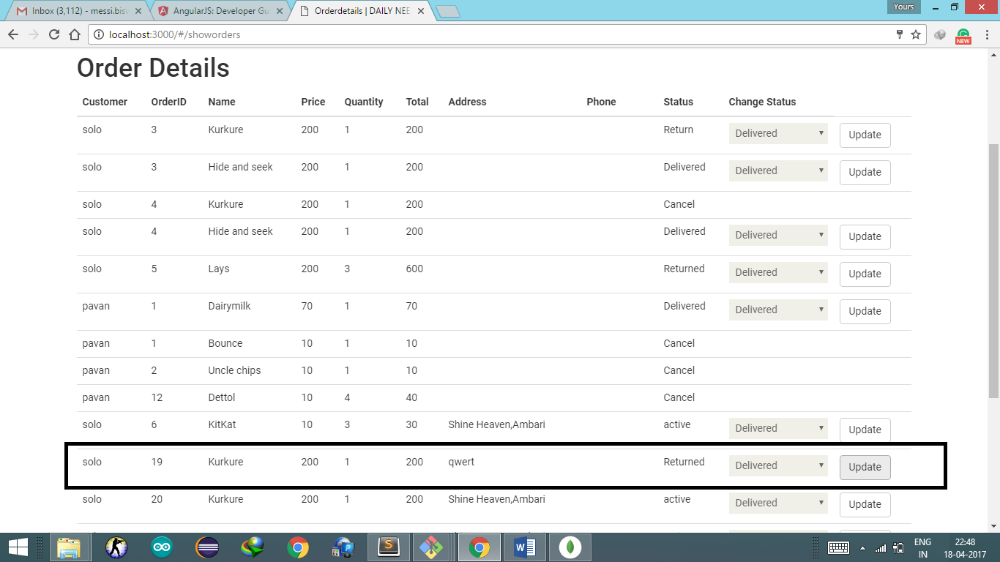 Inbox (3,112) - messi.bis
AngularJS: Developer Gu
Orderdetails | DAILY NEE
Yours
localhost:3000/#/showorders
NEW
Order Details
Customer OrderID Name Price Quantity Total Address Phone Status Change Status
solo 3 Kurkure 200 1 200 Return Delivered Update
solo 3 Hide and seek 200 1 200 Delivered Delivered Update
solo 4 Kurkure 200 1 200 Cancel
solo 4 Hide and seek 200 1 200 Delivered Delivered Update
solo 5 Lays 200 3 600 Returned Delivered Update
pavan 1 Dairymilk 70 1 70 Delivered Delivered Update
pavan 1 Bounce 10 1 10 Cancel
pavan 2 Uncle chips 10 1 10 Cancel
pavan 12 Dettol 10 4 40 Cancel
solo 6 KitKat 10 3 30 Shine Heaven,Ambari active Delivered Update
solo 19 Kurkure 200 1 200 qwert Returned Delivered Update
solo 20 Kurkure 200 1 200 Shine Heaven,Ambari active Delivered Update
ENG 22:48
IN 18-04-2017